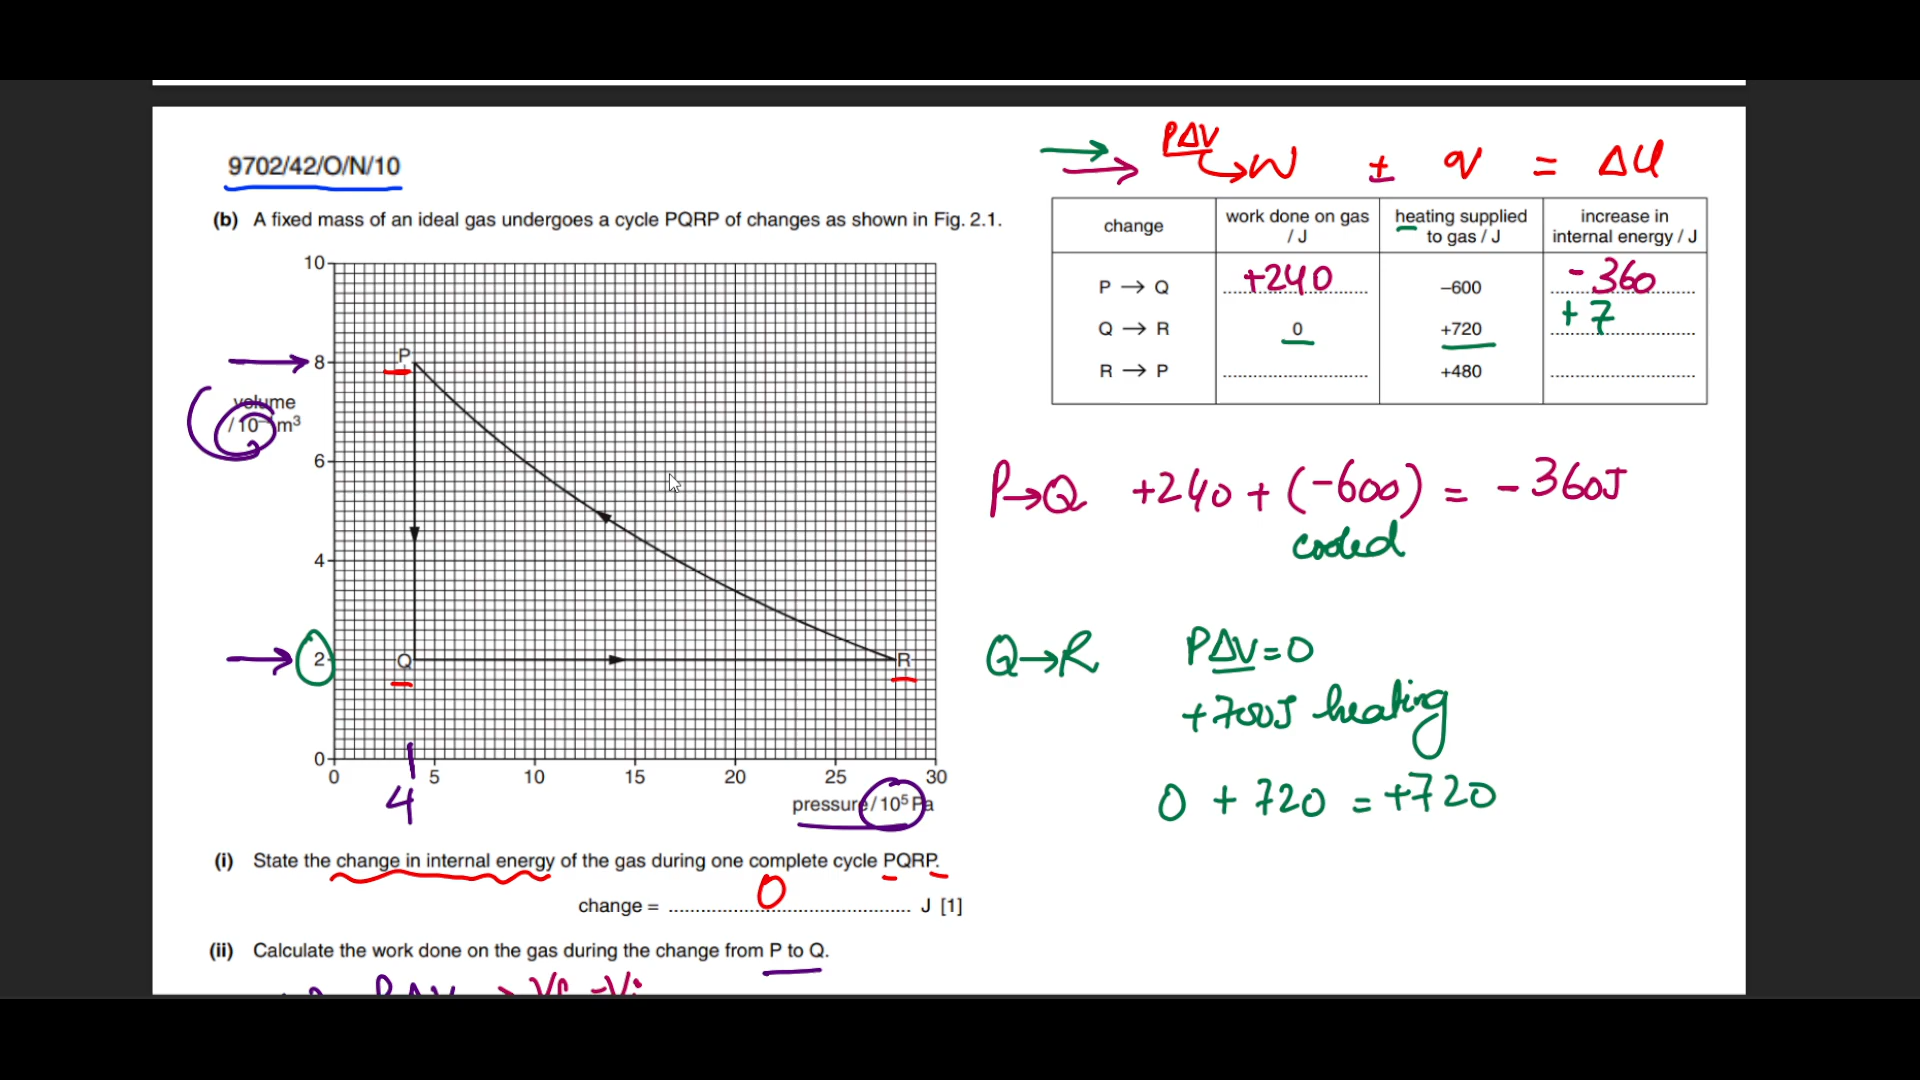 9702/42/O/N/10
(b) A fixed mass of an ideal gas undergoes a cycle PQRP of changes as shown in Fig. 2.1.
10
8
6
4
2
0
volume
/10 m³
P
Q
R
0 5 10 15 20 25 30
4
pressure/10⁵Pa
(i) State the change in internal energy of the gas during one complete cycle PQRP.
change = 0 J [1]
(ii) Calculate the work done on the gas during the change from P to Q.
PΔV
W ± q = ΔU
change work done on gas / J heating supplied to gas / J increase in internal energy / J
P → Q +240 –600 -360
Q → R 0 +720 +7
R → P +480
P→Q +240 + (-600) = -360J
cooled
Q→R PΔV=0
heating
0 + 720 = +720